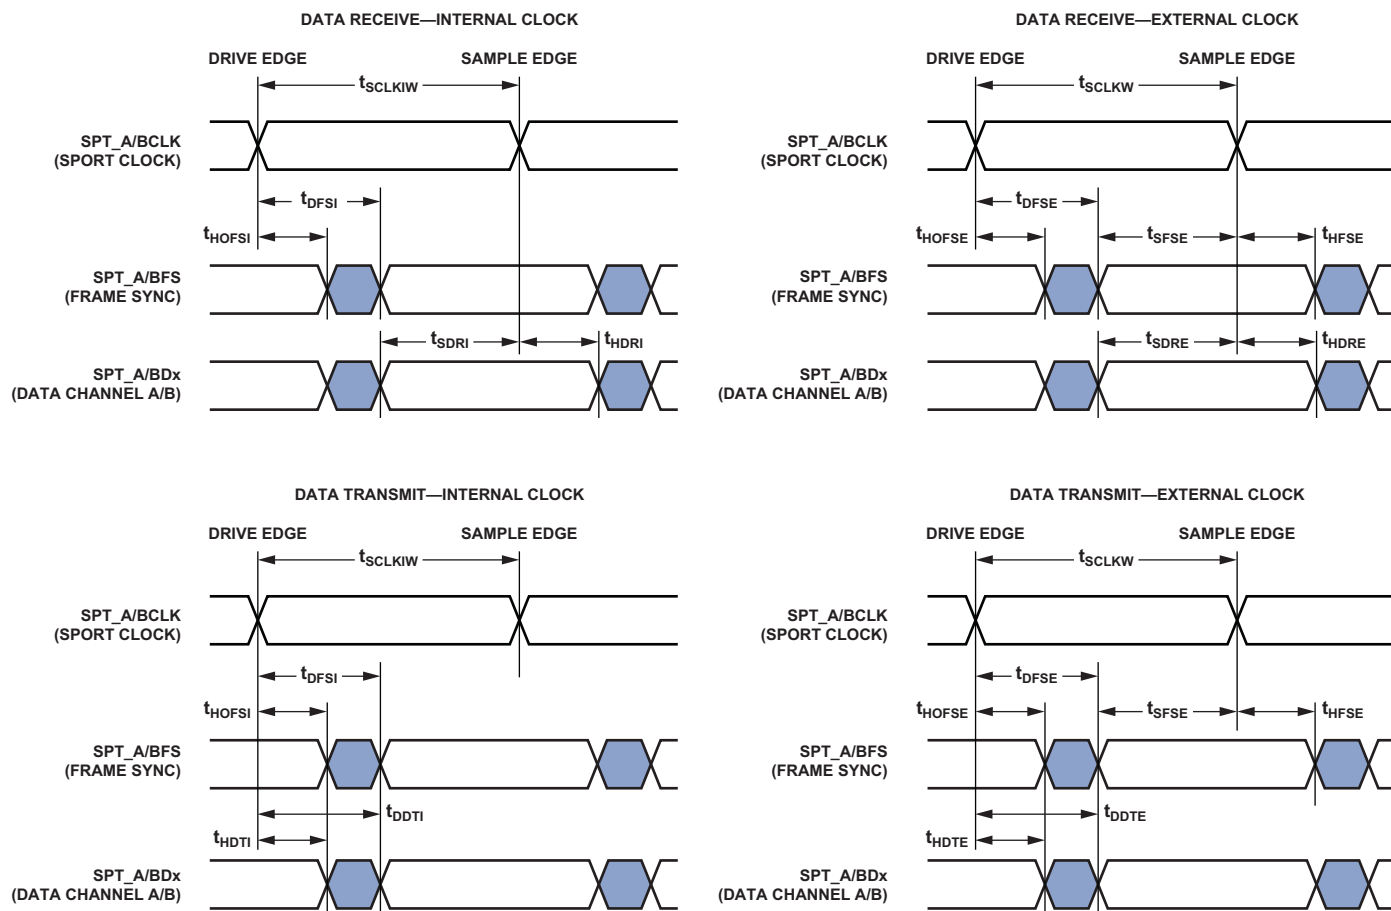 DATA RECEIVE—INTERNAL CLOCK
DRIVE EDGE
SAMPLE EDGE
tSCLKIW
SPT_A/BCLK
(SPORT CLOCK)
tDFSI
tHOFSI
SPT_A/BFS
(FRAME SYNC)
tSDRI
tHDRI
SPT_A/BDx
(DATA CHANNEL A/B)
DATA RECEIVE—EXTERNAL CLOCK
DRIVE EDGE
SAMPLE EDGE
tSCLKW
SPT_A/BCLK
(SPORT CLOCK)
tDFSE
tHOFSE
tSFSE
tHFSE
SPT_A/BFS
(FRAME SYNC)
tSDRE
tHDRE
SPT_A/BDx
(DATA CHANNEL A/B)
DATA TRANSMIT—INTERNAL CLOCK
DRIVE EDGE
SAMPLE EDGE
tSCLKIW
SPT_A/BCLK
(SPORT CLOCK)
tDFSI
tHOFSI
SPT_A/BFS
(FRAME SYNC)
tDDTI
tHDTI
SPT_A/BDx
(DATA CHANNEL A/B)
DATA TRANSMIT—EXTERNAL CLOCK
DRIVE EDGE
SAMPLE EDGE
tSCLKW
SPT_A/BCLK
(SPORT CLOCK)
tDFSE
tHOFSE
tSFSE
tHFSE
SPT_A/BFS
(FRAME SYNC)
tDDTE
tHDTE
SPT_A/BDx
(DATA CHANNEL A/B)